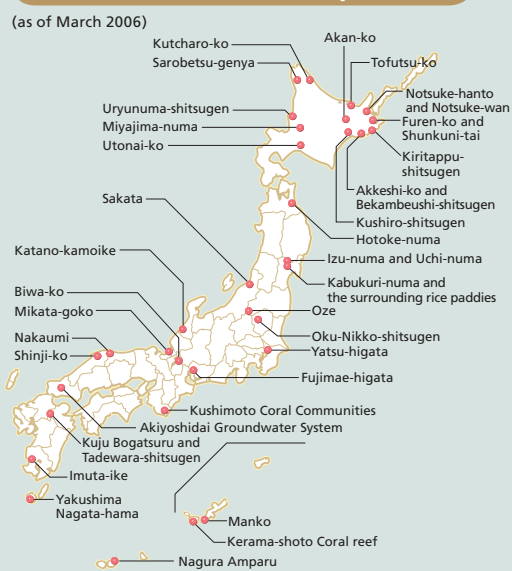 (as of March 2006)
Kutcharo-ko
Sarobetsu-genya
Akan-ko
Tofutsu-ko
Notsuke-hanto
and Notsuke-wan
Furen-ko and
Shunkuni-tai
Kiritappu-
shitsugen
Uryunuma-shitsugen
Miyajima-numa
Utonai-ko
Akkeshi-ko and
Bekambeushi-shitsugen
Kushiro-shitsugen
Hotoke-numa
Sakata
Izu-numa and Uchi-numa
Kabukuri-numa and
the surrounding rice paddies
Katano-kamoike
Biwa-ko
Mikata-goko
Nakaumi
Shinji-ko
Oze
Oku-Nikko-shitsugen
Yatsu-higata
Fujimae-higata
Kushimoto Coral Communities
Akiyoshidai Groundwater System
Kuju Bogatsuru and
Tadewara-shitsugen
Imuta-ike
Yakushima
Nagata-hama
Manko
Kerama-shoto Coral reef
Nagura Amparu